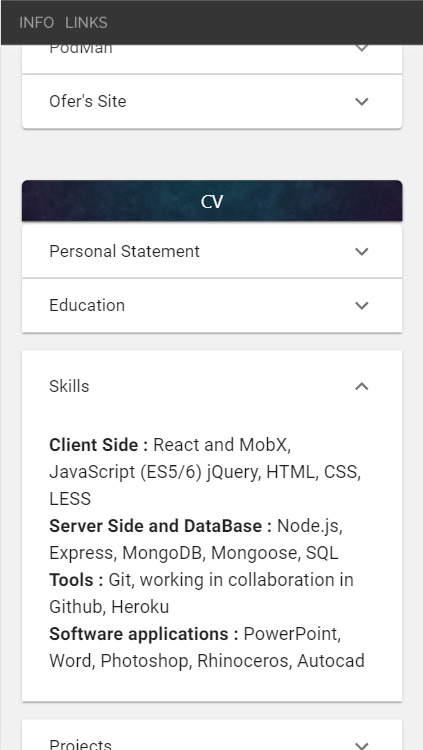 INFO LINKS
PodMan
Ofer's Site
CV
Personal Statement
Education
Skills
Client Side : React and MobX,
JavaScript (ES5/6) jQuery, HTML, CSS,
LESS
Server Side and DataBase : Node.js,
Express, MongoDB, Mongoose, SQL
Tools : Git, working in collaboration in
Github, Heroku
Software applications : PowerPoint,
Word, Photoshop, Rhinoceros, Autocad
Projects